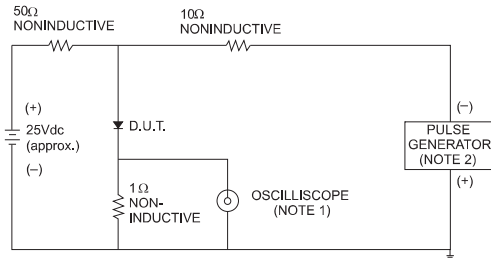 50Ω
NONINDUCTIVE
10Ω
NONINDUCTIVE
(+)
25Vdc
(approx.)
(–)
D.U.T.
1Ω
NON-
INDUCTIVE
OSCILLISCOPE
(NOTE 1)
(–)
PULSE
GENERATOR
(NOTE 2)
(+)